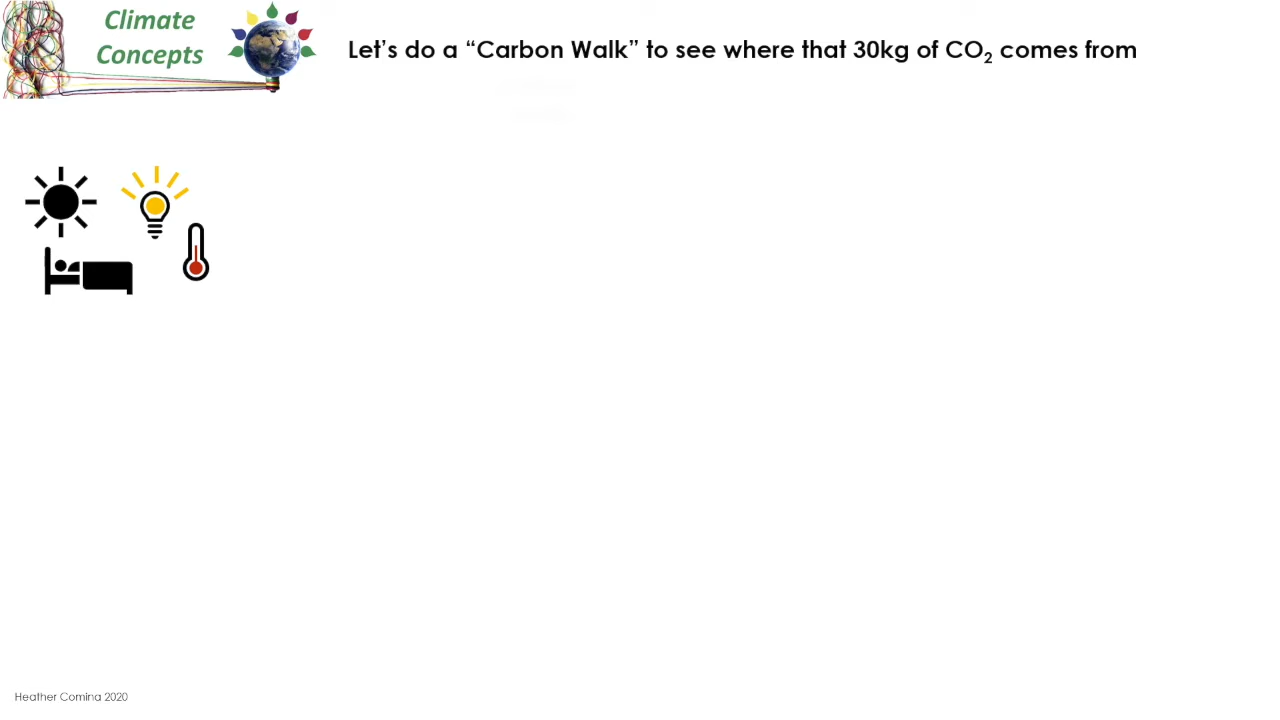 Climate
Concepts
Let's do a “Carbon Walk” to see where that 30kg of CO₂ comes from
Heather Comina 2020